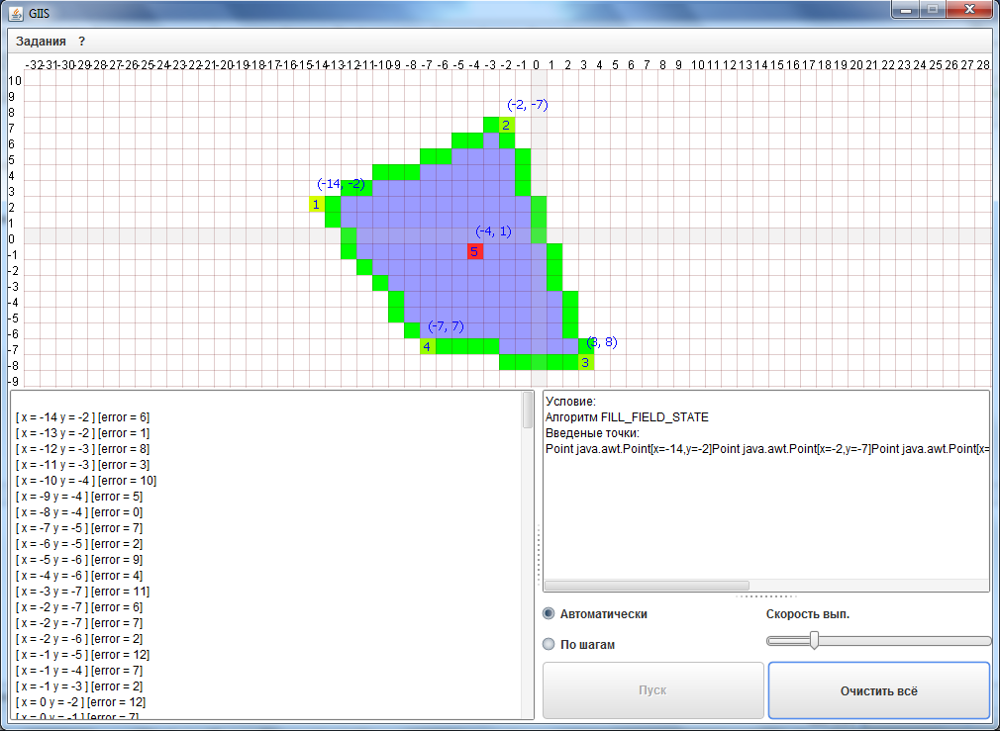 GIIS
Задания ?
-32-31-30-29-28-27-26-25-24-23-22-21-20-19-18-17-16-15-14-13-12-11-10-9 -8 -7 -6 -5 -4 -3 -2 -1 0 1 2 3 4 5 6 7 8 9 10 11 12 13 14 15 16 17 18 19 20 21 22 23 24 25 26 27 28
10
9
(-2, -7)
8
2
7
6
5
4
(-14, -2)
3
1
2
1
(-4, 1)
0
5
-1
-2
-3
-4
-5
(-7, 7)
-6
(3, 8)
4
-7
3
-8
-9
[ x = -14 y = -2 ] [error = 6]
[ x = -13 y = -2 ] [error = 1]
[ x = -12 y = -3 ] [error = 8]
[ x = -11 y = -3 ] [error = 3]
[ x = -10 y = -4 ] [error = 10]
[ x = -9 y = -4 ] [error = 5]
[ x = -8 y = -4 ] [error = 0]
[ x = -7 y = -5 ] [error = 7]
[ x = -6 y = -5 ] [error = 2]
[ x = -5 y = -6 ] [error = 9]
[ x = -4 y = -6 ] [error = 4]
[ x = -3 y = -7 ] [error = 11]
[ x = -2 y = -7 ] [error = 6]
[ x = -2 y = -7 ] [error = 7]
[ x = -2 y = -6 ] [error = 2]
[ x = -1 y = -5 ] [error = 12]
[ x = -1 y = -4 ] [error = 7]
[ x = -1 y = -3 ] [error = 2]
[ x = 0 y = -2 ] [error = 12]
[ x = 0 y = -1 ] [error = 7]
Условие:
Алгоритм FILL_FIELD_STATE
Введеные точки:
Point java.awt.Point[x=-14,y=-2]Point java.awt.Point[x=-2,y=-7]Point java.awt.Point[x=
Автоматически
Скорость вып.
По шагам
Пуск
Очистить всё